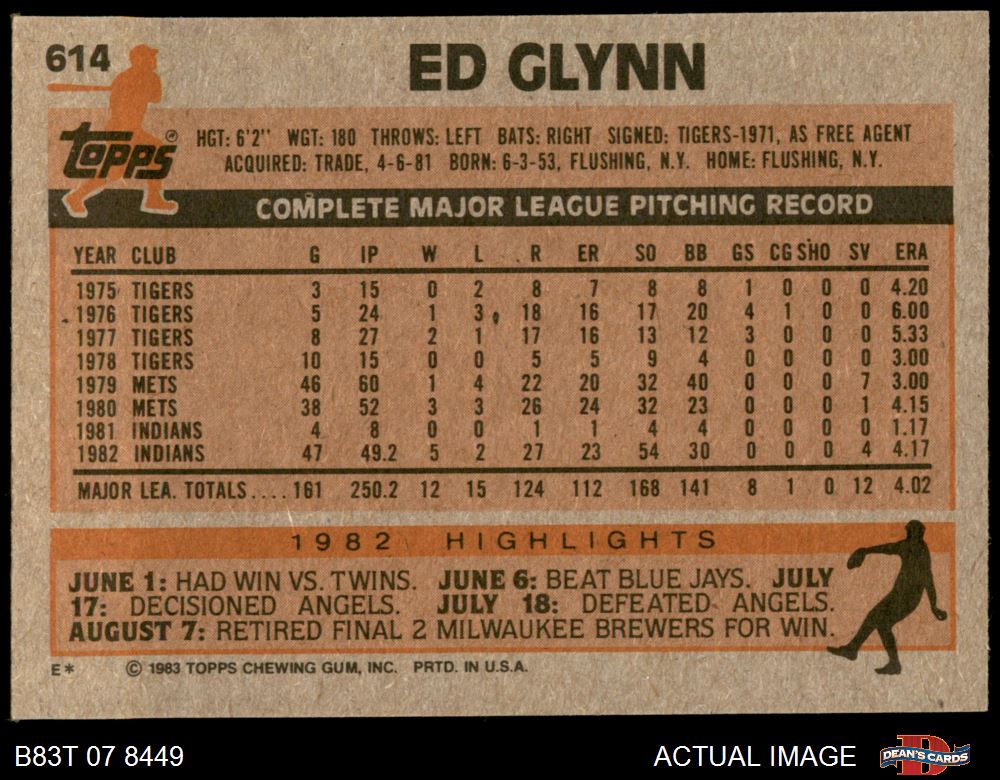 614
ED GLYNN
topps®
HGT: 6'2" WGT: 180 THROWS: LEFT BATS: RIGHT SIGNED: TIGERS-1971, AS FREE AGENT
ACQUIRED: TRADE, 4-6-81 BORN: 6-3-53, FLUSHING, N.Y. HOME: FLUSHING, N.Y.
COMPLETE MAJOR LEAGUE PITCHING RECORD
YEAR CLUB G IP W L R ER SO BB GS CG SHO SV ERA
1975 TIGERS 3 15 0 2 8 7 8 8 1 0 0 0 4.20
1976 TIGERS 5 24 1 3 18 16 17 20 4 1 0 0 6.00
1977 TIGERS 8 27 2 1 17 16 13 12 3 0 0 0 5.33
1978 TIGERS 10 15 0 0 5 5 9 4 0 0 0 0 3.00
1979 METS 46 60 1 4 22 20 32 40 0 0 0 7 3.00
1980 METS 38 52 3 3 26 24 32 23 0 0 0 1 4.15
1981 INDIANS 4 8 0 0 1 1 4 4 0 0 0 0 1.17
1982 INDIANS 47 49.2 5 2 27 23 54 30 0 0 0 4 4.17
MAJOR LEA. TOTALS....161 250.2 12 15 124 112 168 141 8 1 0 12 4.02
1982 HIGHLIGHTS
JUNE 1: HAD WIN VS. TWINS. JUNE 6: BEAT BLUE JAYS. JULY
17: DECISIONED ANGELS. JULY 18: DEFEATED ANGELS.
AUGUST 7: RETIRED FINAL 2 MILWAUKEE BREWERS FOR WIN.
E* © 1983 TOPPS CHEWING GUM, INC. PRTD. IN U.S.A.
B83T 07 8449 ACTUAL IMAGE D DEAN'S CARDS